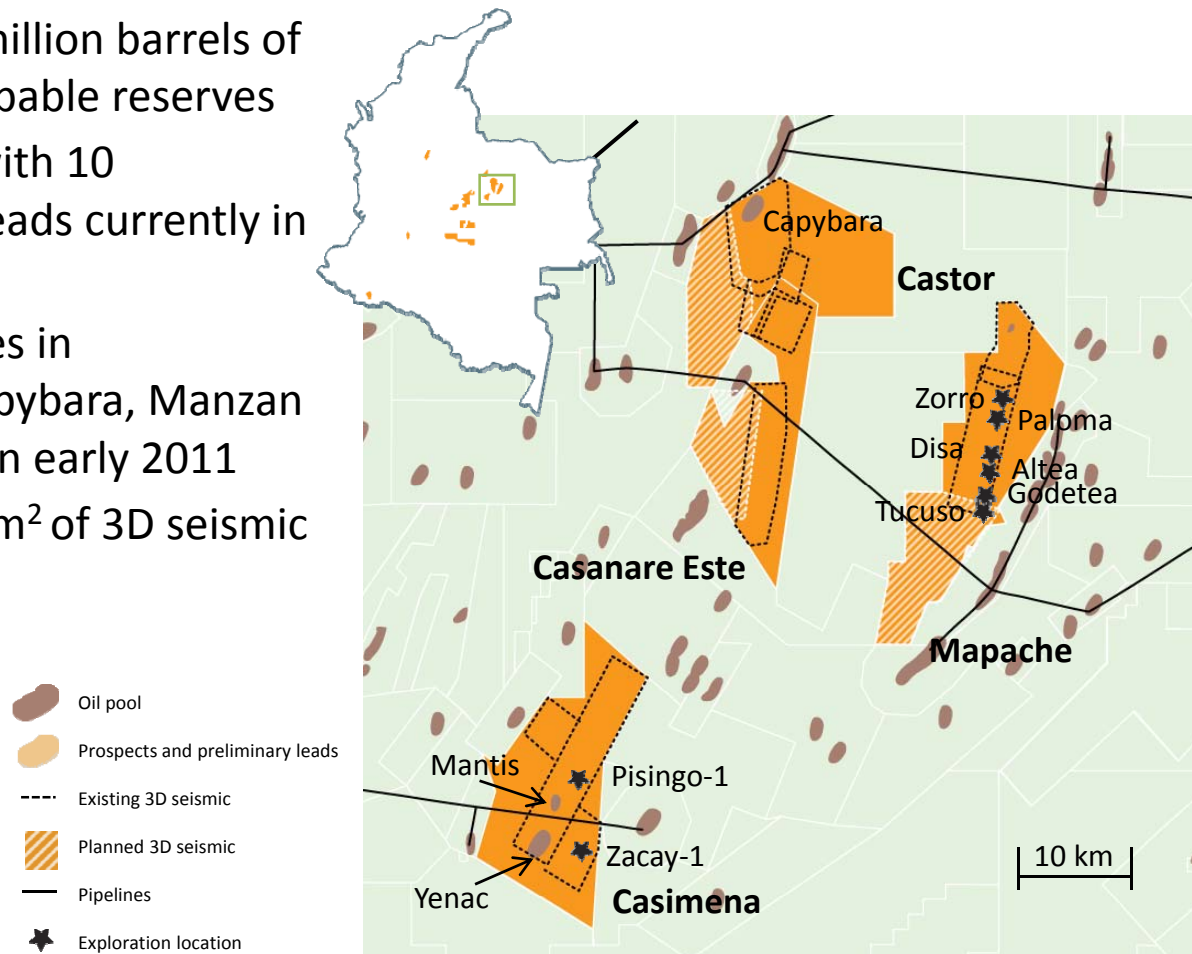 million barrels of
bable reserves
with 10
eads currently in
es in
pybara, Manzan
n early 2011
m² of 3D seismic
Capybara
Castor
Zorro
Paloma
Disa
Altea
Godetea
Tucuso
Casanare Este
Mapache
Mantis
Pisingo-1
Zacay-1
Yenac
Casimena
10 km
Oil pool
Prospects and preliminary leads
Existing 3D seismic
Planned 3D seismic
Pipelines
Exploration location